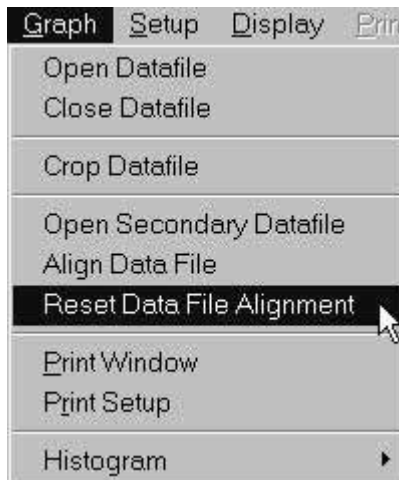 Graph Setup Display Prin
Open Datafile
Close Datafile
Crop Datafile
Open Secondary Datafile
Align Data File
Reset Data File Alignment
Print Window
Print Setup
Histogram